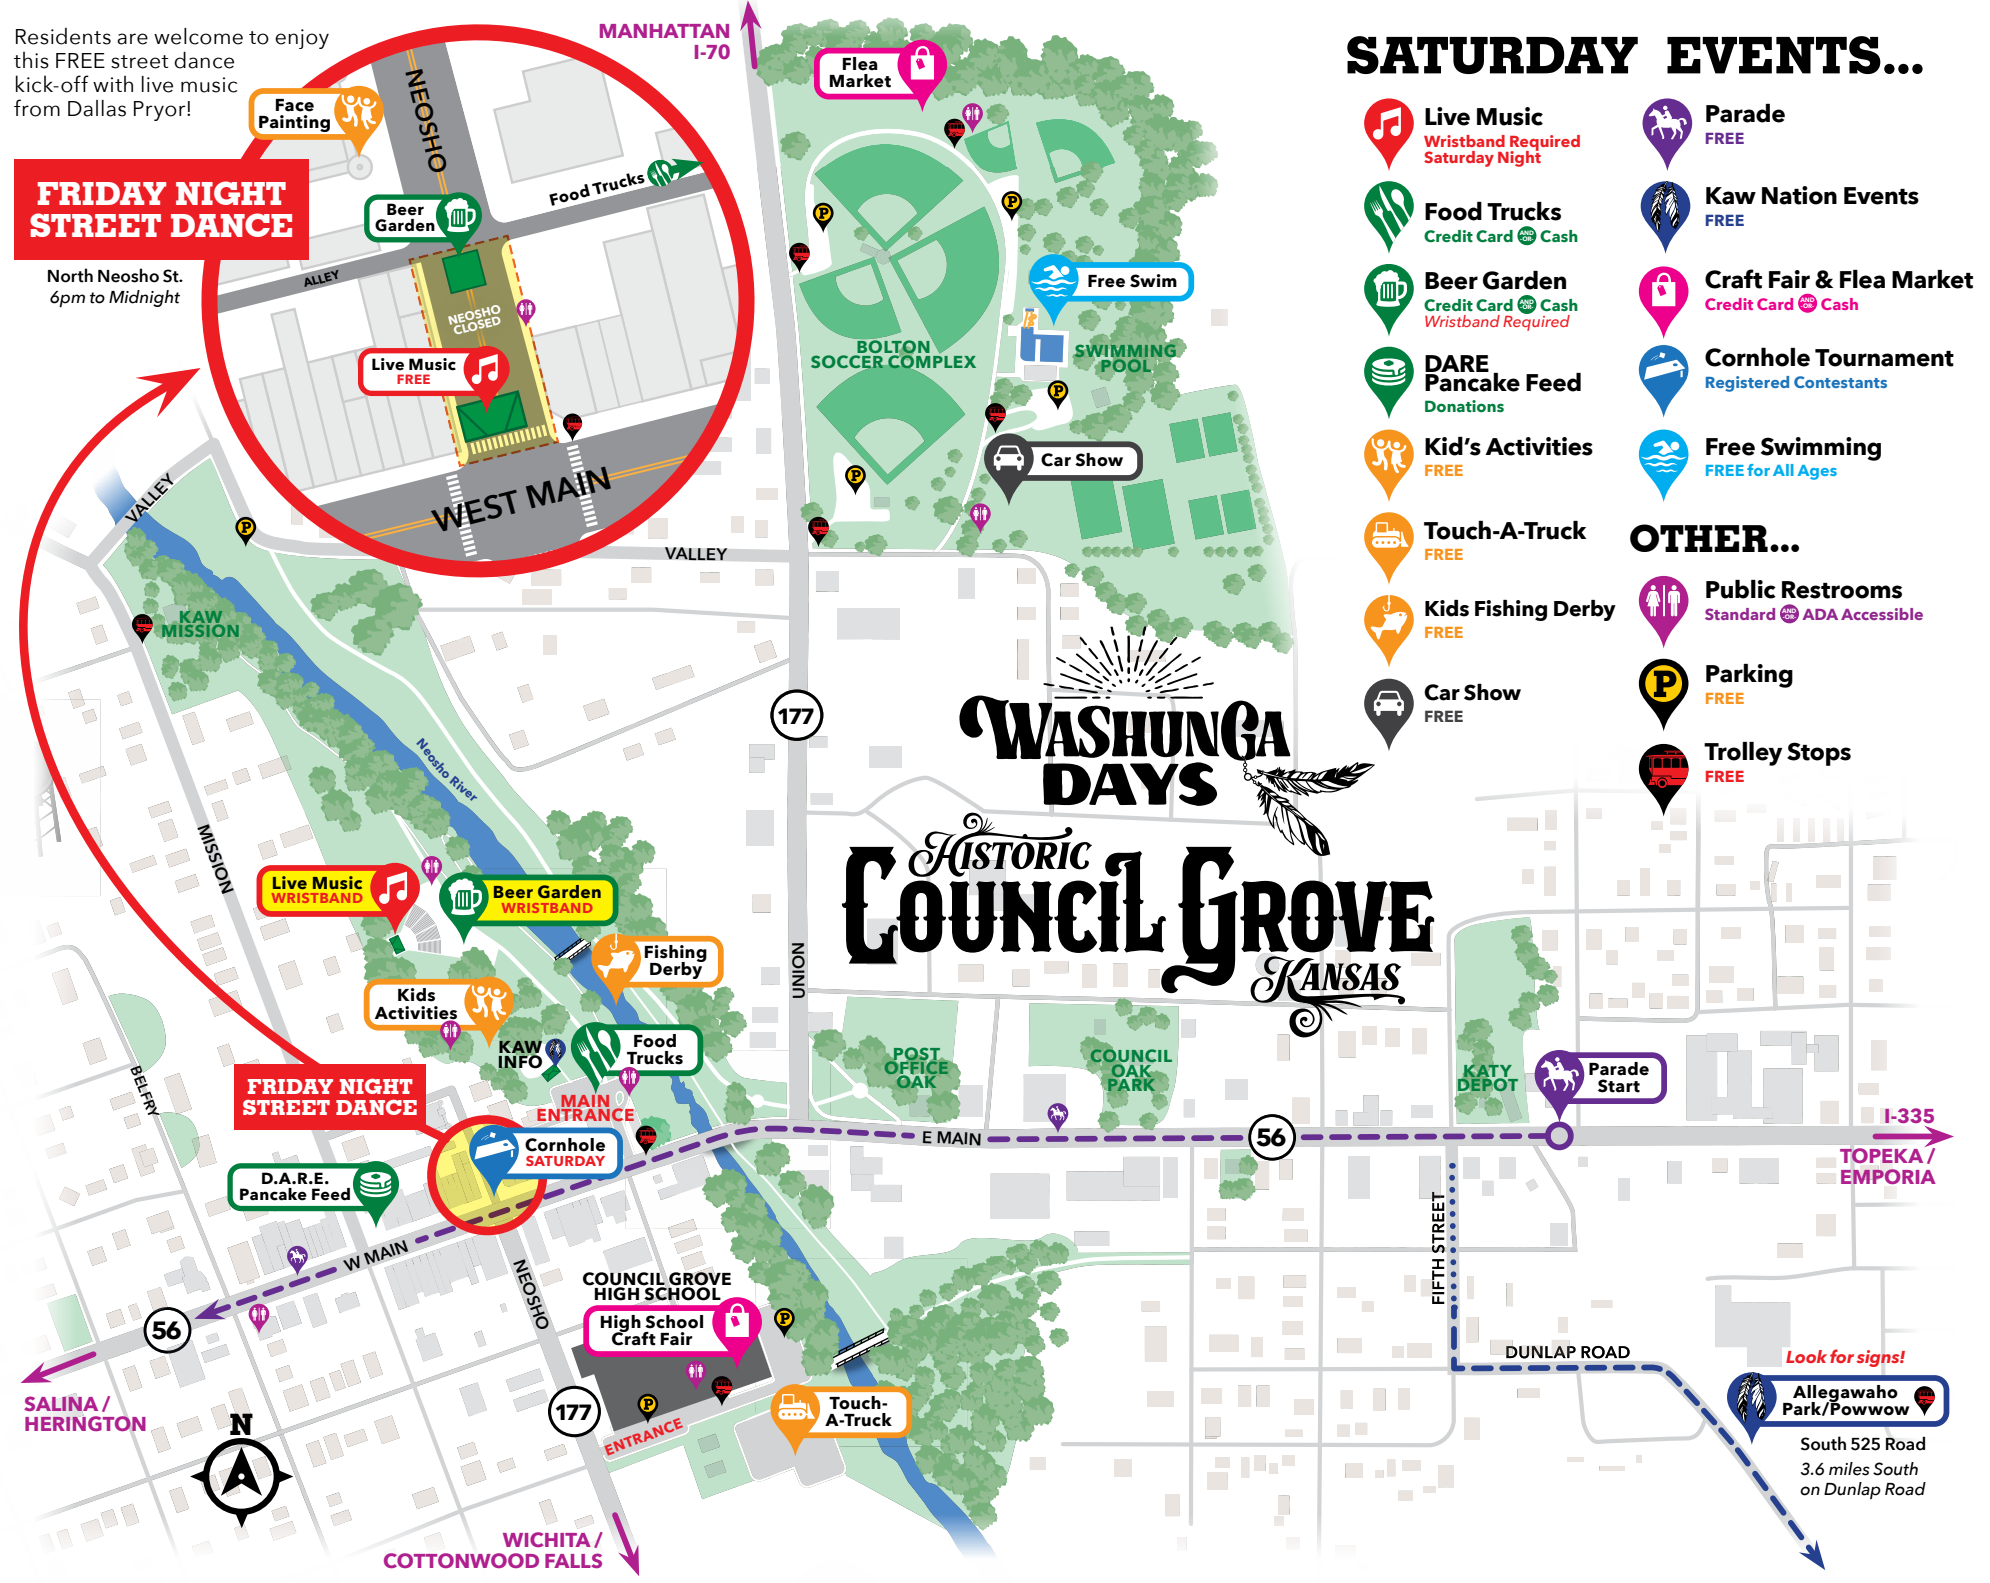 Residents are welcome to enjoy
this FREE street dance
kick-off with live music
from Dallas Pryor!
FRIDAY NIGHT
STREET DANCE
North Neosho St.
6pm to Midnight
Face
Painting
NEOSHO
Beer
Garden
Food Trucks
ALLEY
NEOSHO
CLOSED
Live Music
FREE
WEST MAIN
MANHATTAN
I-70
Flea
Market
P
P
Free Swim
BOLTON
SOCCER COMPLEX
SWIMMING
POOL
P
Car Show
P
SATURDAY EVENTS...
Live Music
Wristband Required
Saturday Night
Food Trucks
Credit Card AND -OR- Cash
Beer Garden
Credit Card AND -OR- Cash
Wristband Required
DARE
Pancake Feed
Donations
Kid's Activities
FREE
Touch-A-Truck
FREE
Kids Fishing Derby
FREE
Car Show
FREE
Parade
FREE
Kaw Nation Events
FREE
Craft Fair & Flea Market
Credit Card AND -OR- Cash
Cornhole Tournament
Registered Contestants
Free Swimming
FREE for All Ages
OTHER...
Public Restrooms
Standard AND -OR- ADA Accessible
P
Parking
FREE
Trolley Stops
FREE
VALLEY
P
VALLEY
KAW
MISSION
177
Neosho River
MISSION
UNION
WASHUNGA
DAYS
HISTORIC
COUNCIL GROVE
KANSAS
Live Music
WRISTBAND
Beer Garden
WRISTBAND
Fishing
Derby
Kids
Activities
KAW
INFO
Food
Trucks
MAIN
ENTRANCE
BELFRY
FRIDAY NIGHT
STREET DANCE
Cornhole
SATURDAY
D.A.R.E.
Pancake Feed
POST
OFFICE
OAK
COUNCIL
OAK
PARK
KATY
DEPOT
Parade
Start
E MAIN
56
I-335
TOPEKA /
EMPORIA
W MAIN
56
SALINA /
HERINGTON
N
NEOSHO
COUNCIL GROVE
HIGH SCHOOL
High School
Craft Fair
P
P
177
ENTRANCE
Touch-
A-Truck
WICHITA /
COTTONWOOD FALLS
FIFTH STREET
DUNLAP ROAD
Look for signs!
Allegawaho
Park/Powwow
South 525 Road
3.6 miles South
on Dunlap Road